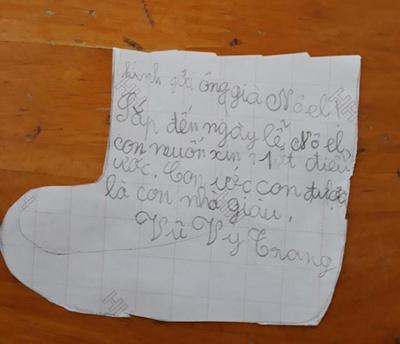 kính gửi ông già Nô el
Sắp đến ngày lễ Nô el,
con muốn xin 1 điều
ước. Con ước con được
là con nhà giàu.
Vũ Vy Trang